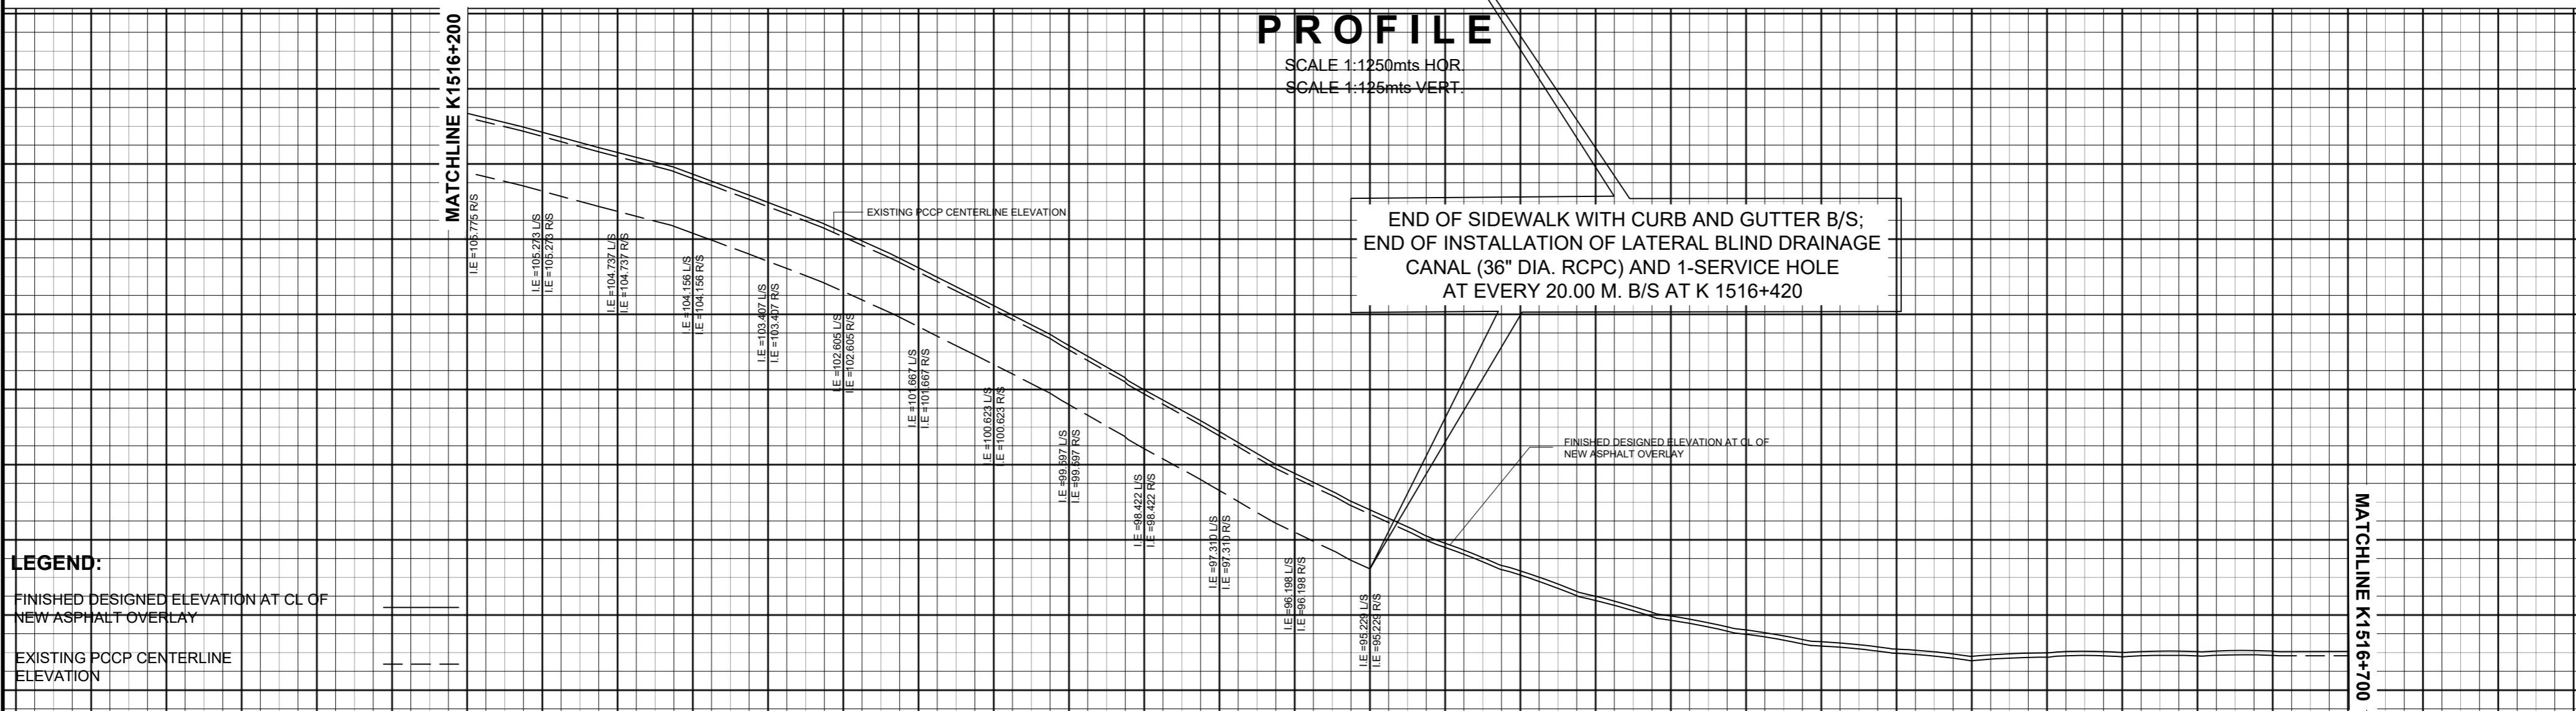 PROFILE
SCALE 1:1250mts HOR.
SCALE 1:125mts VERT.
MATCHLINE K1516+200
EXISTING PCCP CENTERLINE ELEVATION
I.E =105.775 R/S
I.E =105.273 L/S
I.E =105.273 R/S
I.E =104.737 L/S
I.E =104.737 R/S
I.E =104.156 L/S
I.E =104.156 R/S
I.E =103.407 L/S
I.E =103.407 R/S
I.E =102.605 L/S
I.E =102.605 R/S
I.E =101.667 L/S
I.E =101.667 R/S
I.E =100.623 L/S
I.E =100.623 R/S
I.E =99.597 L/S
I.E =99.597 R/S
I.E =98.422 L/S
I.E =98.422 R/S
I.E =97.310 L/S
I.E =97.310 R/S
I.E =96.198 L/S
I.E =96.198 R/S
I.E =95.229 L/S
I.E =95.229 R/S
END OF SIDEWALK WITH CURB AND GUTTER B/S;
END OF INSTALLATION OF LATERAL BLIND DRAINAGE
CANAL (36" DIA. RCPC) AND 1-SERVICE HOLE
AT EVERY 20.00 M. B/S AT K 1516+420
FINISHED DESIGNED ELEVATION AT CL OF
NEW ASPHALT OVERLAY
MATCHLINE K1516+700
LEGEND:
FINISHED DESIGNED ELEVATION AT CL OF
NEW ASPHALT OVERLAY
EXISTING PCCP CENTERLINE
ELEVATION